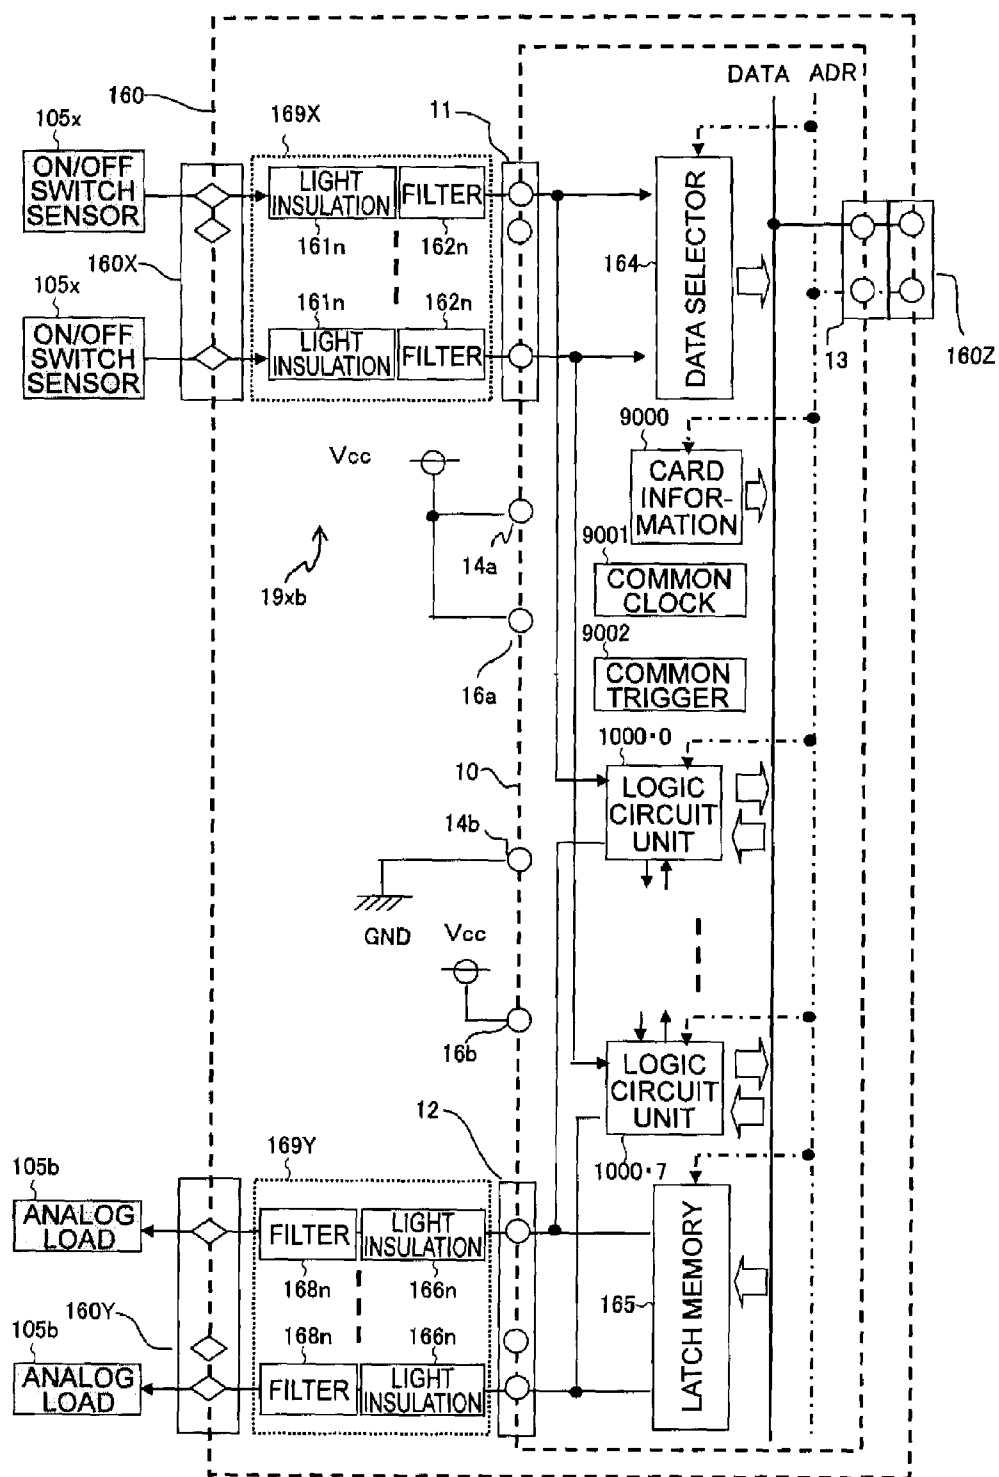 DATA ADR
160
105x
169X
11
ON/OFF
SWITCH
SENSOR
LIGHT
INSULATION
FILTER
161n
162n
160X
DATA SELECTOR
164
105x
161n
162n
ON/OFF
SWITCH
SENSOR
LIGHT
INSULATION
FILTER
13
160Z
9000
Vcc
CARD
INFOR-
MATION
14a
9001
COMMON
CLOCK
19xb
9002
COMMON
TRIGGER
16a
1000・0
10
LOGIC
CIRCUIT
UNIT
14b
GND
Vcc
16b
LOGIC
CIRCUIT
UNIT
12
169Y
1000・7
105b
ANALOG
LOAD
FILTER
LIGHT
INSULATION
168n
166n
LATCH MEMORY
165
160Y
105b
168n
166n
ANALOG
LOAD
FILTER
LIGHT
INSULATION